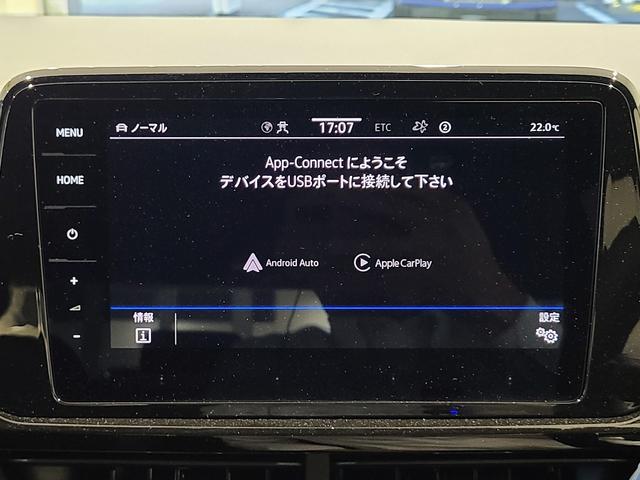 MENU
ノーマル 17:07 ETC 2 22.0℃
App-Connect にようこそ
HOME
デバイスをUSBポートに接続して下さい
Android Auto Apple CarPlay
+
情報 設定
-